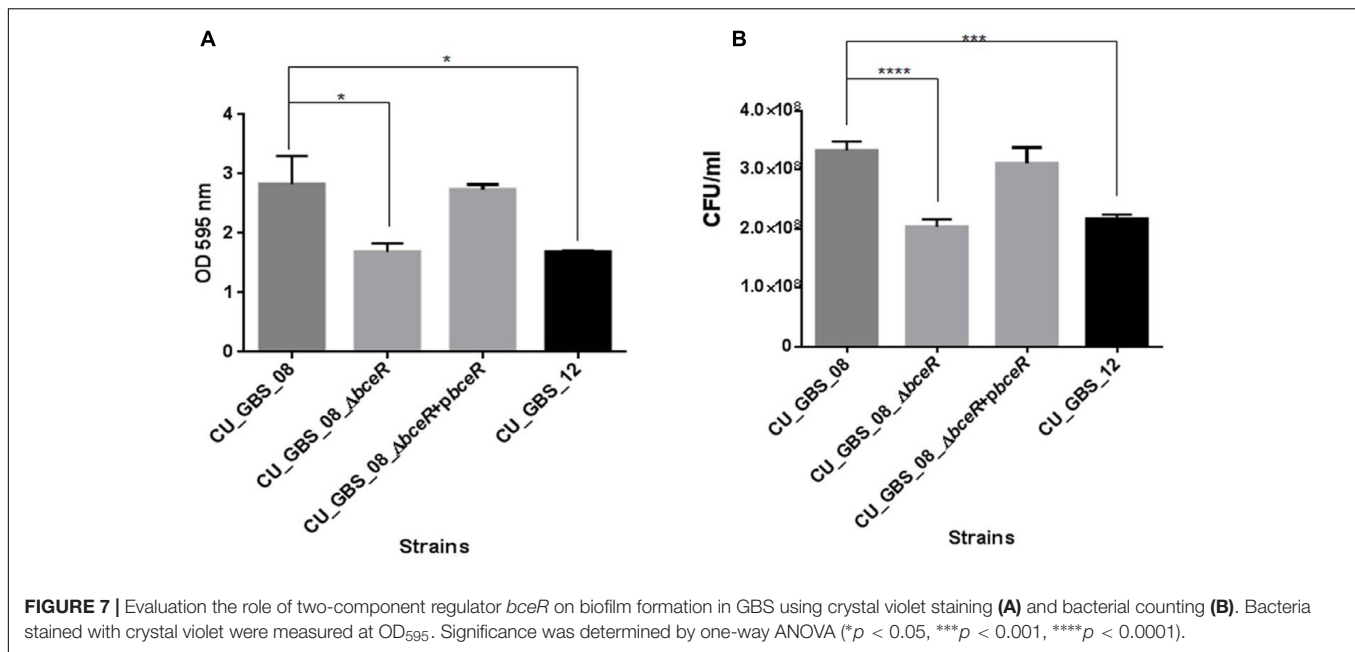 A
*
*
4
3
2
1
0
OD 595 nm
CU_GBS_08
CU_GBS_08_ΔbceR
CU_GBS_08_ΔbceR+pbceR
CU_GBS_12
Strains
B
***
****
4.0×10⁸
3.0×10⁸
2.0×10⁸
1.0×10⁸
0
CFU/ml
CU_GBS_08
CU_GBS_08_ΔbceR
CU_GBS_08_ΔbceR+pbceR
CU_GBS_12
Strains
FIGURE 7 | Evaluation the role of two-component regulator bceR on biofilm formation in GBS using crystal violet staining (A) and bacterial counting (B). Bacteria
stained with crystal violet were measured at OD₅₉₅. Significance was determined by one-way ANOVA (*p < 0.05, ***p < 0.001, ****p < 0.0001).